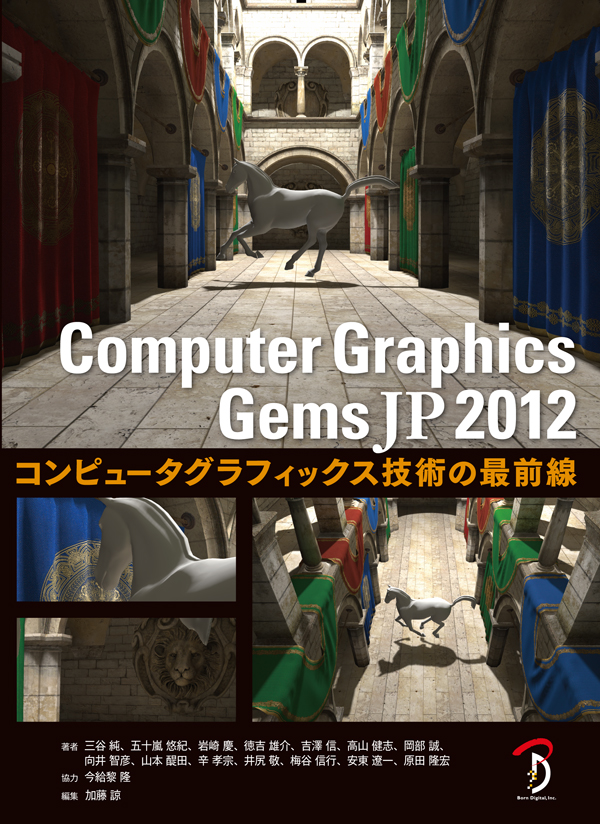 Computer Graphics
Gems JP 2012
コンピュータグラフィックス技術の最前線
著者 三谷 純、五十嵐 悠紀、岩崎 慶、徳吉 雄介、吉澤 信、高山 健志、岡部 誠、
向井 智彦、山本 醍田、辛 孝宗、井尻 敬、梅谷 信行、安東 遼一、原田 隆宏
協力 今給黎 隆
編集 加藤 諒
Born Digital, Inc.